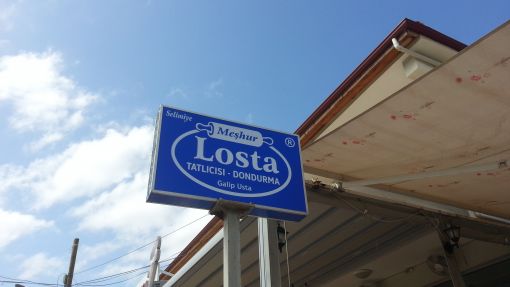 Selimiye
Meşhur
®
Losta
TATLICISI - DONDURMA
Galip Usta